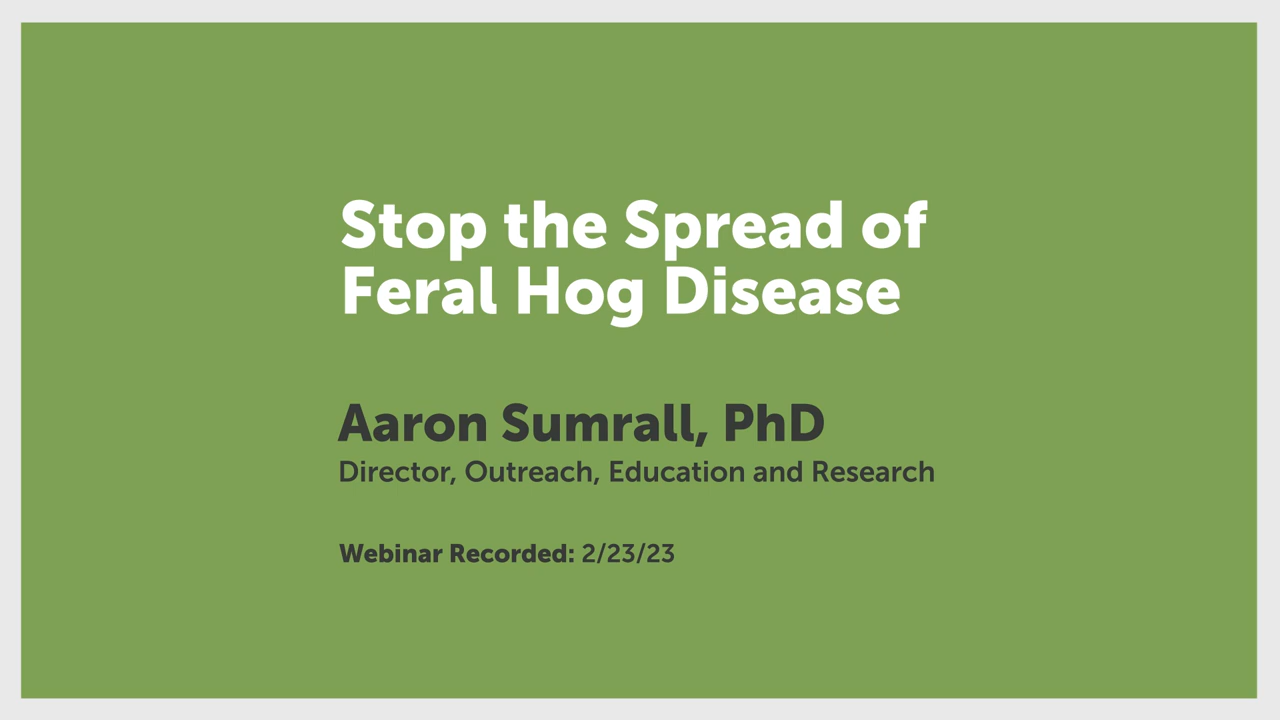 Stop the Spread of
Feral Hog Disease
Aaron Sumrall, PhD
Director, Outreach, Education and Research
Webinar Recorded: 2/23/23